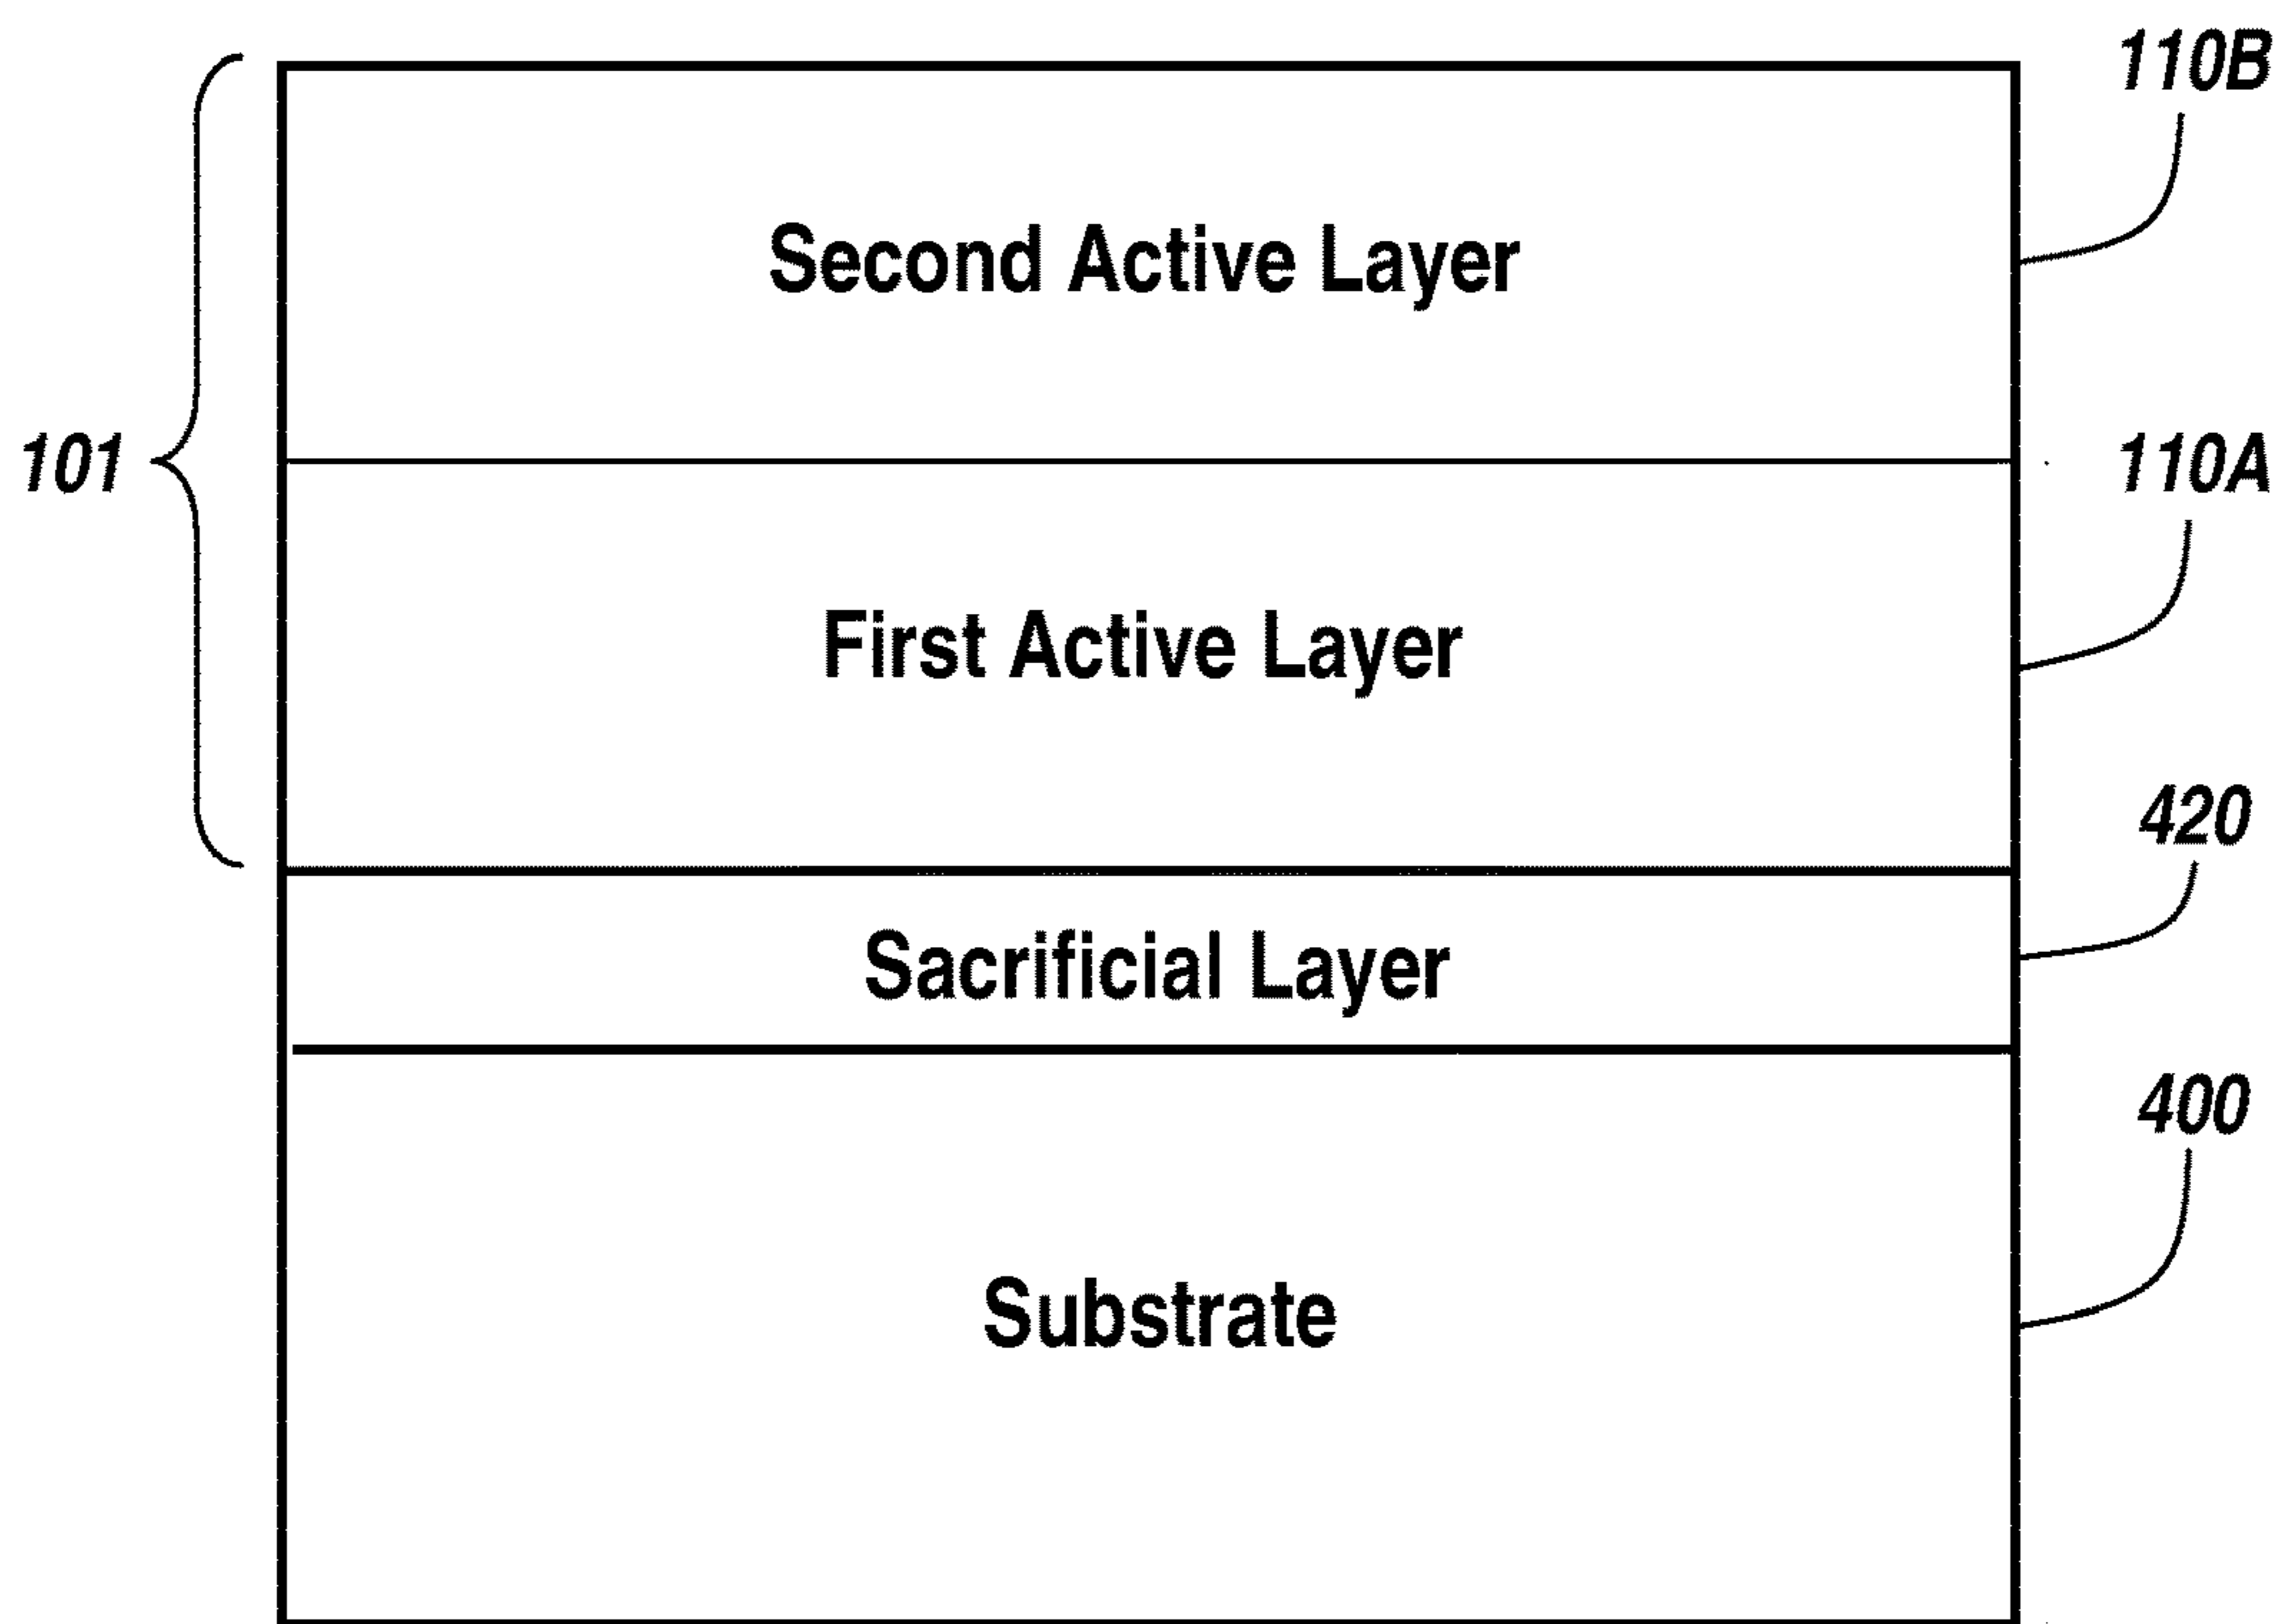 110B
Second Active Layer
101
110A
First Active Layer
420
Sacrificial Layer
400
Substrate